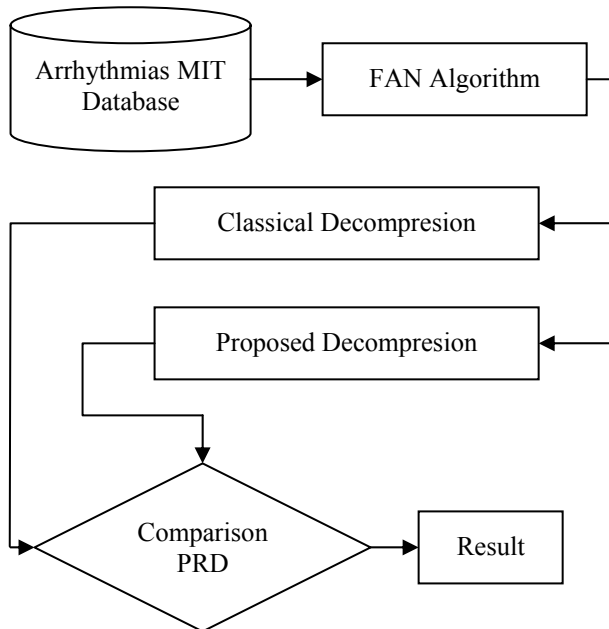 Arrhythmias MIT
Database
FAN Algorithm
Classical Decompresion
Proposed Decompresion
Comparison
PRD
Result